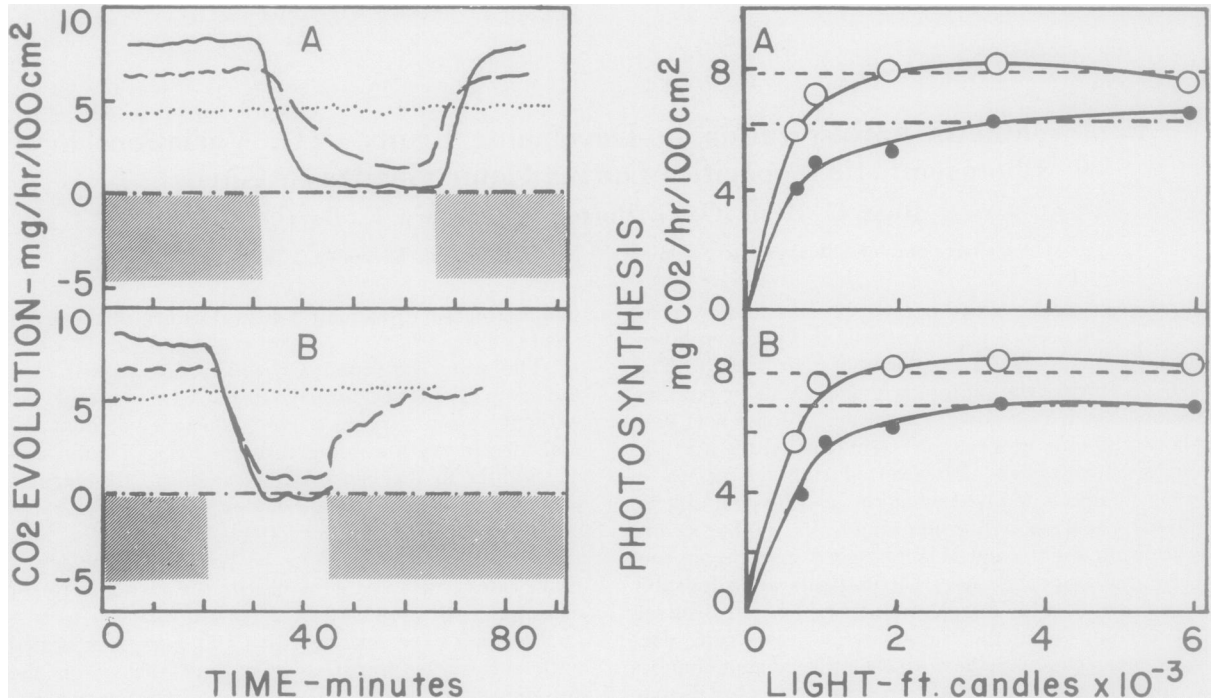 CO2 EVOLUTION-mg/hr/100cm2
10
5
0
-5
A
10
5
0
-5
B
0
40
80
TIME-minutes
PHOTOSYNTHESIS
mg CO2/hr/100cm2
A
8
4
0
B
8
4
0
0
2
4
6
LIGHT-ft. candles x10-3